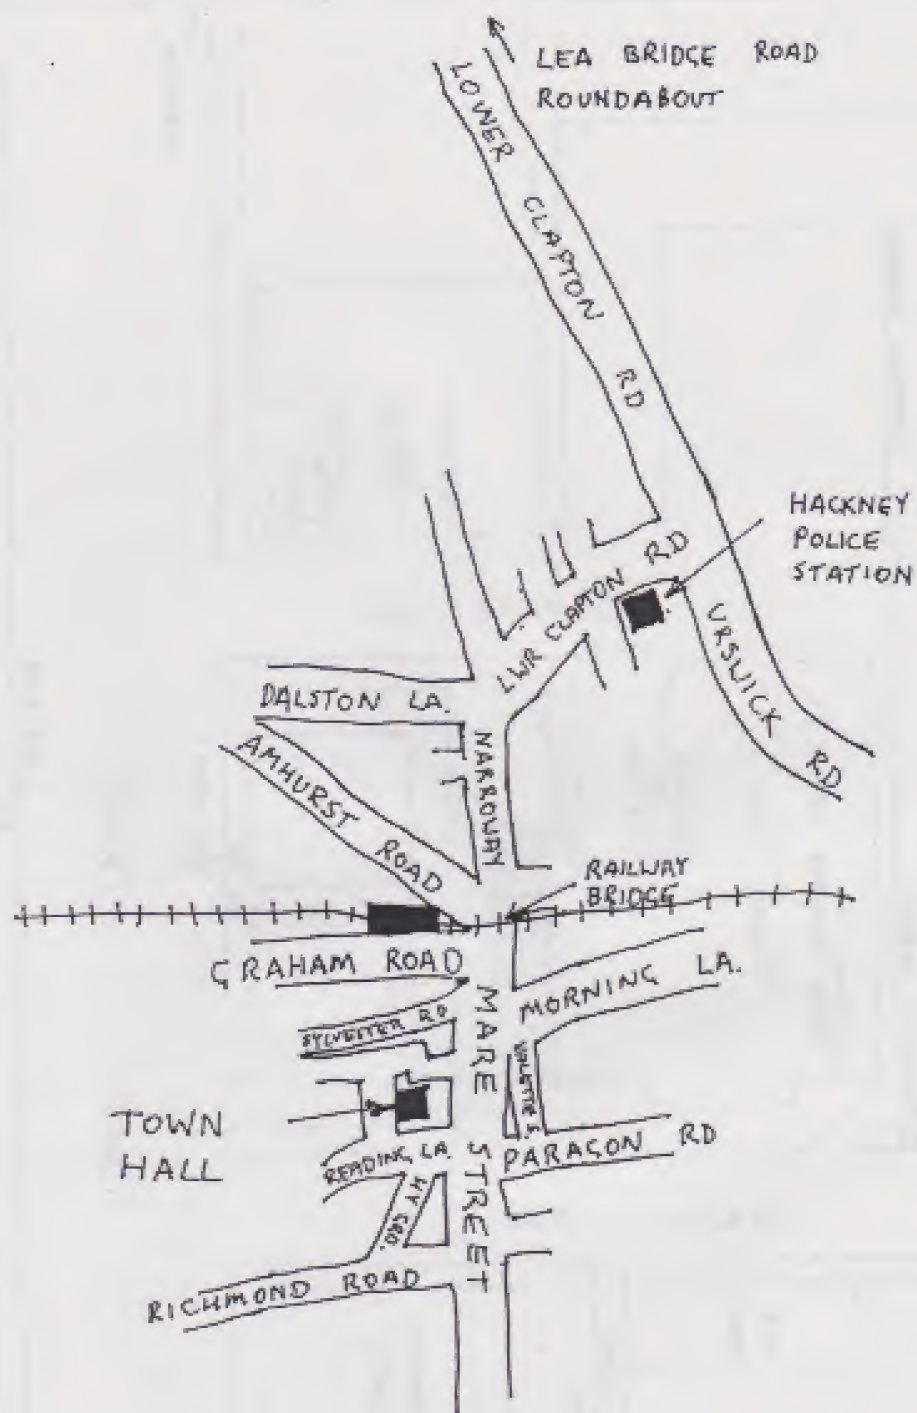 LEA BRIDGE ROAD
ROUNDABOUT
LOWER CLAPTON RD
HACKNEY
POLICE
STATION
LWR CLAPTON RD
URSWICK RD
DALSTON LA.
NARROWAY
AMHURST ROAD
RAILWAY
BRIDGE
GRAHAM ROAD
MORNING LA.
SYLVESTER RD
MARE STREET
TOWN
HALL
READING LA.
PARAGON RD
HY GRO.
RICHMOND ROAD